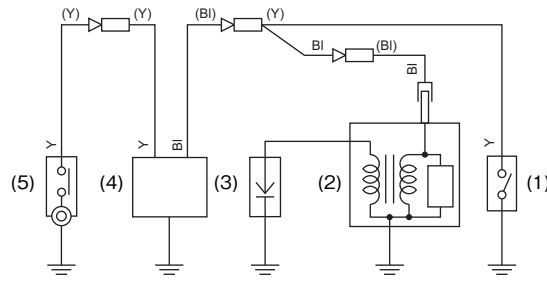 (Y) (Y) (Bl) (Y)
Bl (Bl)
Bl
Y Bl Y Y
(5) (4) (3) (2) (1)